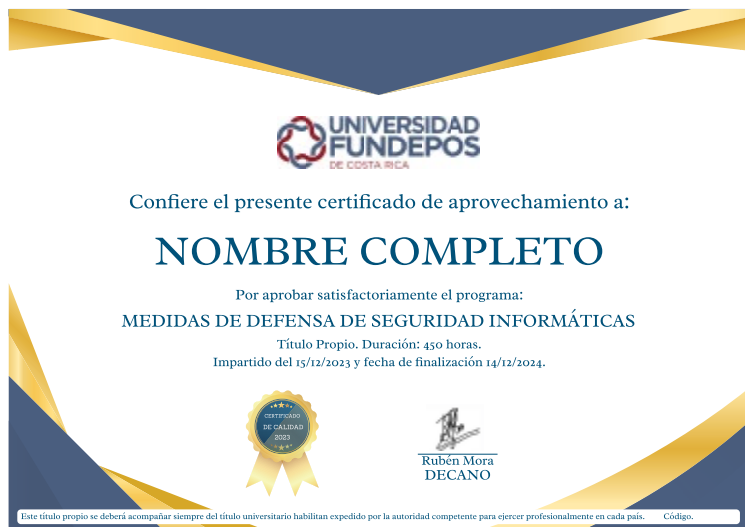 UNIVERSIDAD
FUNDEPOS
DE COSTA RICA
Confiere el presente certificado de aprovechamiento a:
NOMBRE COMPLETO
Por aprobar satisfactoriamente el programa:
MEDIDAS DE DEFENSA DE SEGURIDAD INFORMÁTICAS
Título Propio. Duración: 450 horas.
Impartido del 15/12/2023 y fecha de finalización 14/12/2024.
CERTIFICADO
DE CALIDAD
2023
Rubén Mora
DECANO
Este título propio se deberá acompañar siempre del título universitario habilitan expedido por la autoridad competente para ejercer profesionalmente en cada país. Código.